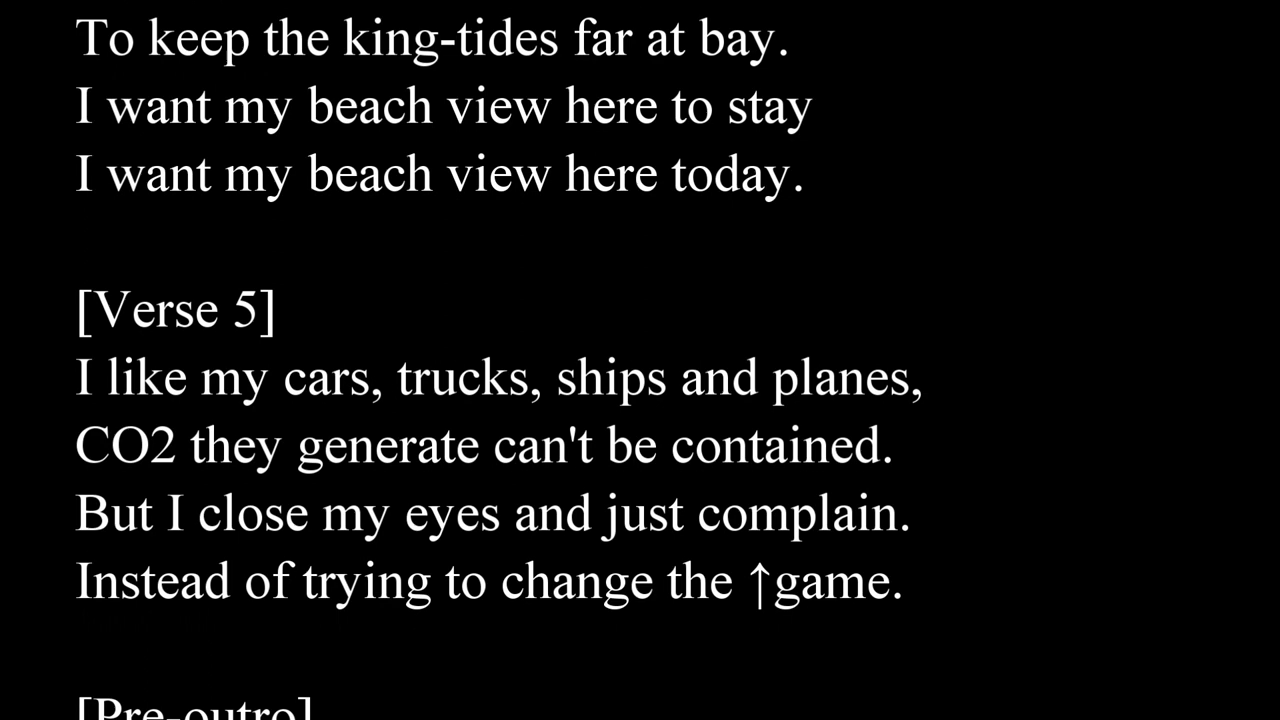 To keep the king-tides far at bay.
I want my beach view here to stay
I want my beach view here today.
[Verse 5]
I like my cars, trucks, ships and planes,
CO2 they generate can't be contained.
But I close my eyes and just complain.
Instead of trying to change the ↑game.
[Pre-outro]